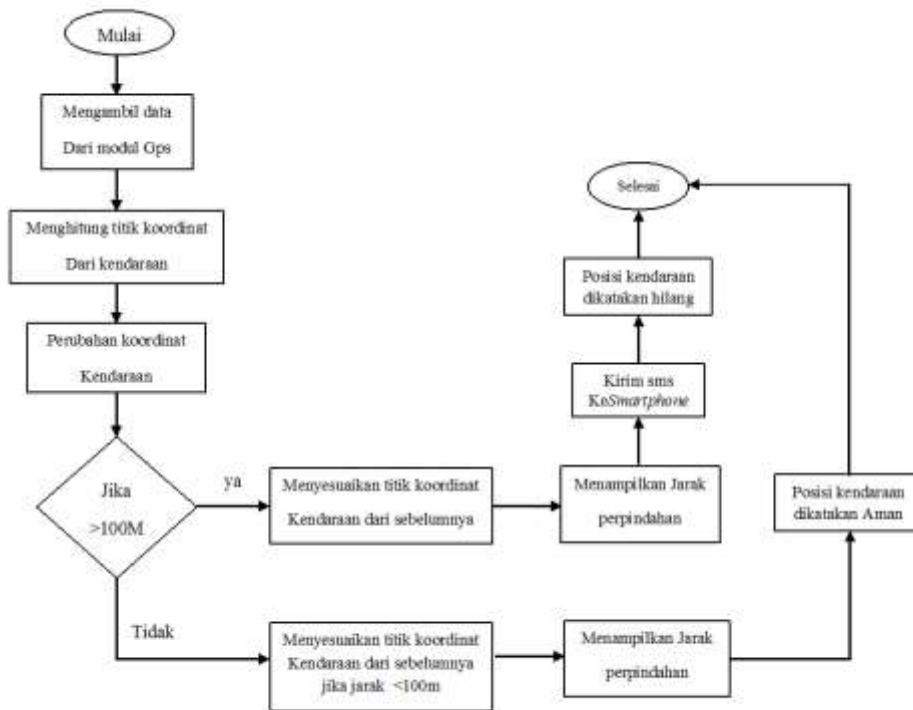 Mulai
Mengambil data
Dari modul Gps
Menghitung titik koordinat
Dari kendaraan
Perubahan koordinat
Kendaraan
Jika
>100M
ya
Menyesuaikan titik koordinat
Kendaraan dari sebelumnya
Menampilkan Jarak
perpindahan
Kirim sms
KeSmartphone
Posisi kendaraan
dikatakan hilang
Selesai
Tidak
Menyesuaikan titik koordinat
Kendaraan dari sebelumnya
jika jarak <100m
Menampilkan Jarak
perpindahan
Posisi kendaraan
dikatakan Aman